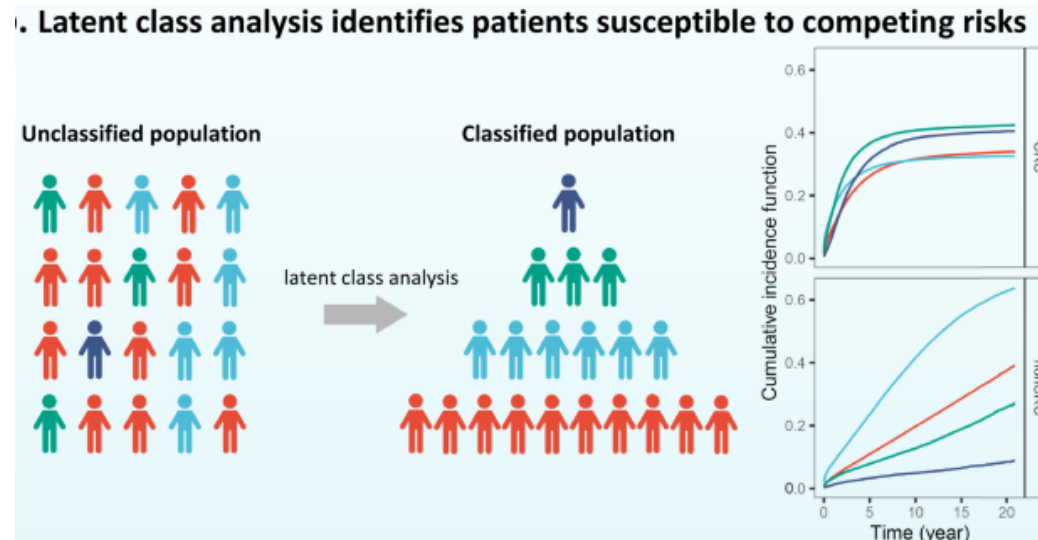 . Latent class analysis identifies patients susceptible to competing risks
Unclassified population
Classified population
latent class analysis
Cumulative incidence function
0.6
0.4
0.2
0.0
0.6
0.4
0.2
0.0
0
5
10
15
20
Time (year)